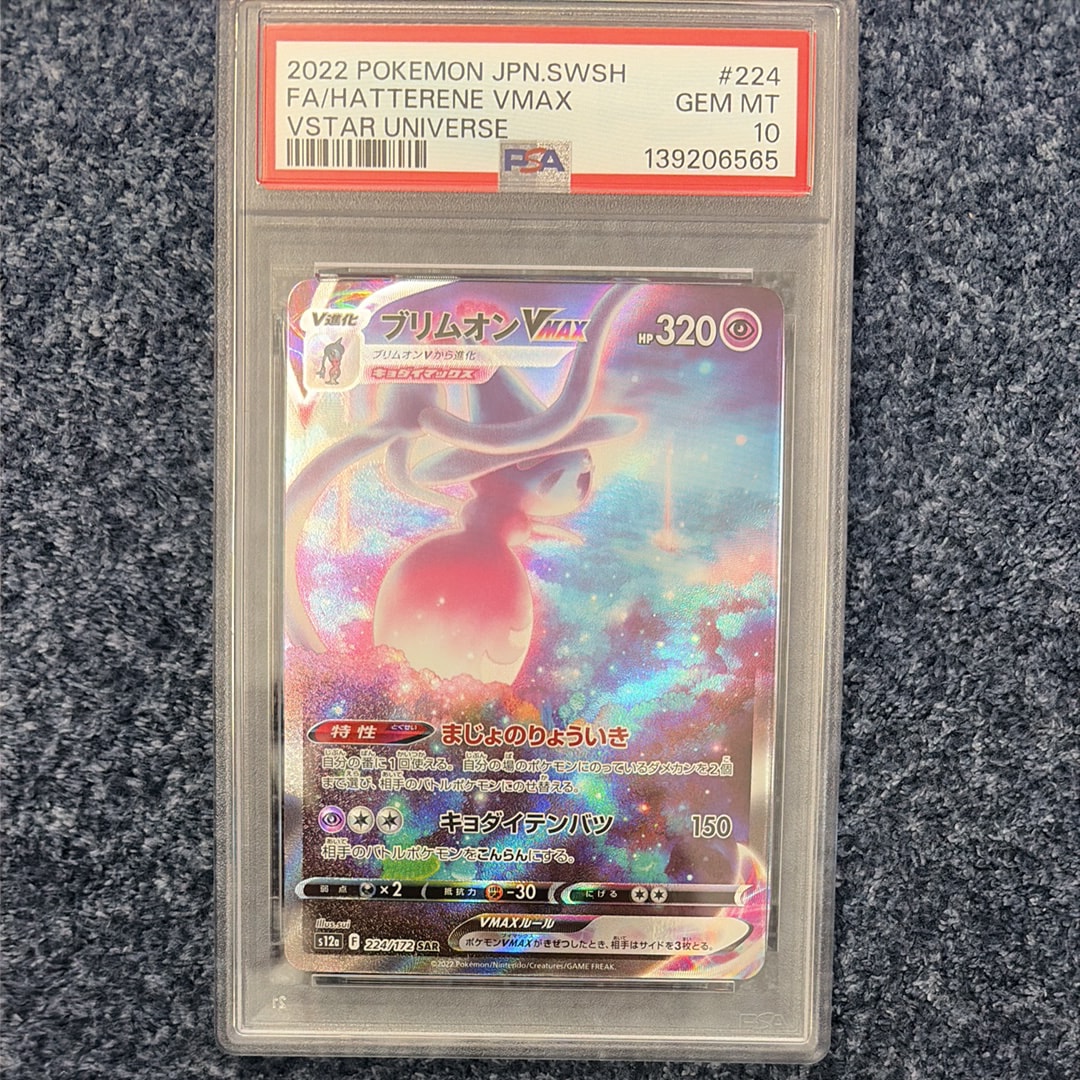 2022 POKEMON JPN.SWSH #224
FA/HATTERENE VMAX GEM MT
VSTAR UNIVERSE 10
PSA 139206565
V進化 ブリムオンVMAX HP320
ブリムオンVから進化
キョダイマックス
特性 とくせい まじょのりょういき
自分の番に1回使える。自分の場のポケモンにのっているダメカンを2個
まで選び、相手のバトルポケモンにのせ替える。
キョダイテンバツ 150
相手のバトルポケモンをこんらんにする。
弱点 ×2 抵抗力 -30 にげる
illus.sui
VMAXルール
s12a F 224/172 SAR ポケモンVMAXがきぜつしたとき、相手はサイドを3枚とる。
©2022 Pokémon/Nintendo/Creatures/GAME FREAK.
PSA